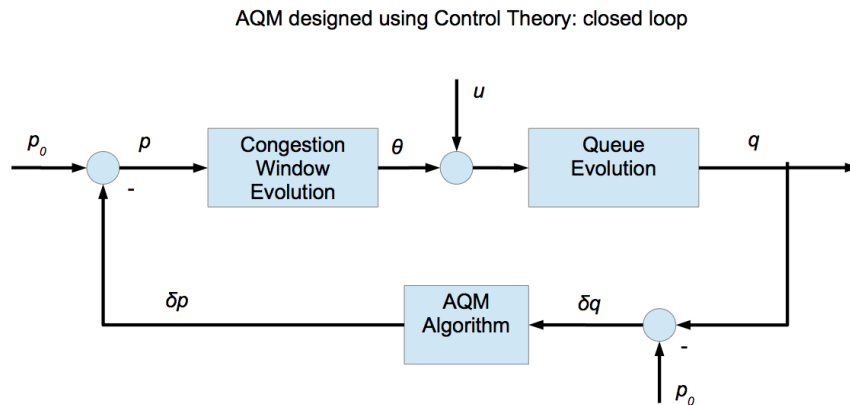 AQM designed using Control Theory: closed loop
u
p₀
p
Congestion
Window
Evolution
θ
Queue
Evolution
q
-
δp
AQM
Algorithm
δq
-
p₀